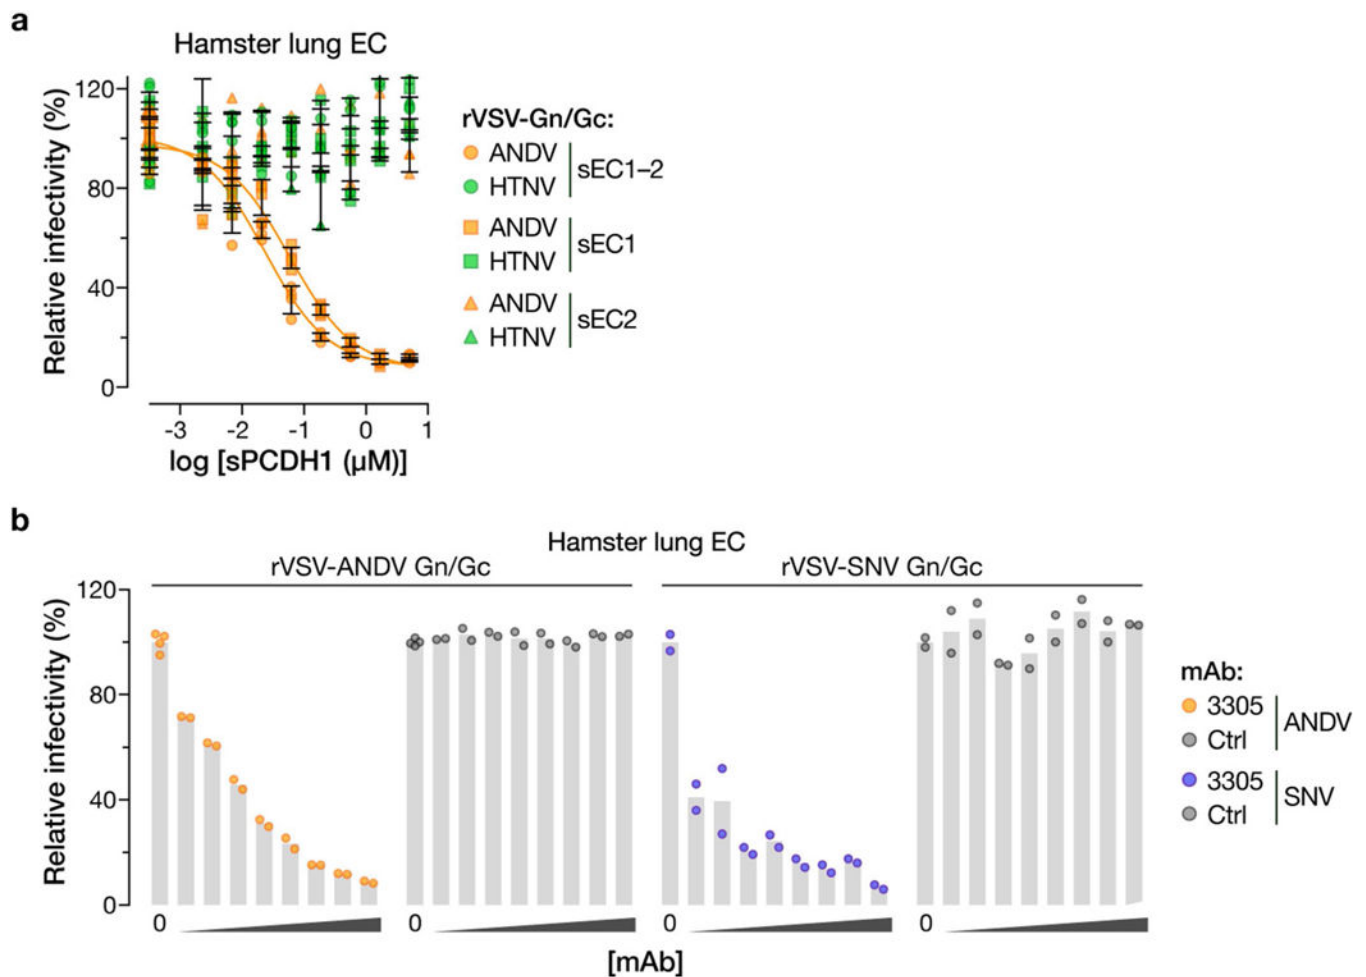 a
Hamster lung EC
Relative infectivity (%)
120
80
40
0
-3 -2 -1 0 1
log [sPCDH1 (µM)]
rVSV-Gn/Gc:
ANDV
HTNV
sEC1–2
ANDV
HTNV
sEC1
ANDV
HTNV
sEC2
b
Hamster lung EC
rVSV-ANDV Gn/Gc rVSV-SNV Gn/Gc
Relative infectivity (%)
120
80
40
0
0 0 0 0
[mAb]
mAb:
3305
Ctrl
ANDV
3305
Ctrl
SNV